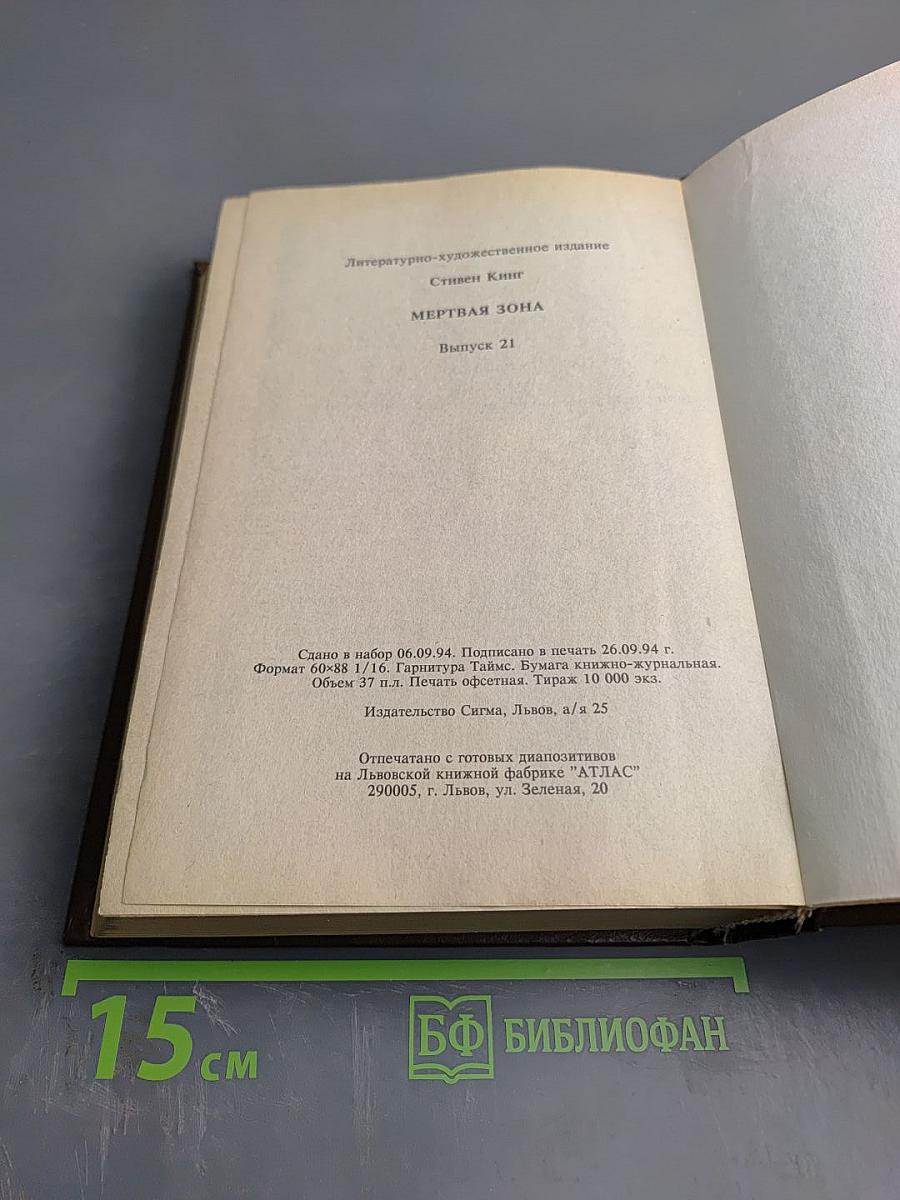 Литературно-художественное издание
Стивен Кинг
МЕРТВАЯ ЗОНА
Выпуск 21
Сдано в набор 06.09.94. Подписано в печать 26.09.94 г.
Формат 60×88 1/16. Гарнитура Таймс. Бумага книжно-журнальная.
Объем 37 п.л. Печать офсетная. Тираж 10 000 экз.
Издательство Сигма, Львов, а/я 25
Отпечатано с готовых диапозитивов
на Львовской книжной фабрике "АТЛАС"
290005, г. Львов, ул. Зеленая, 20
15 см
БФ БИБЛИОФАН